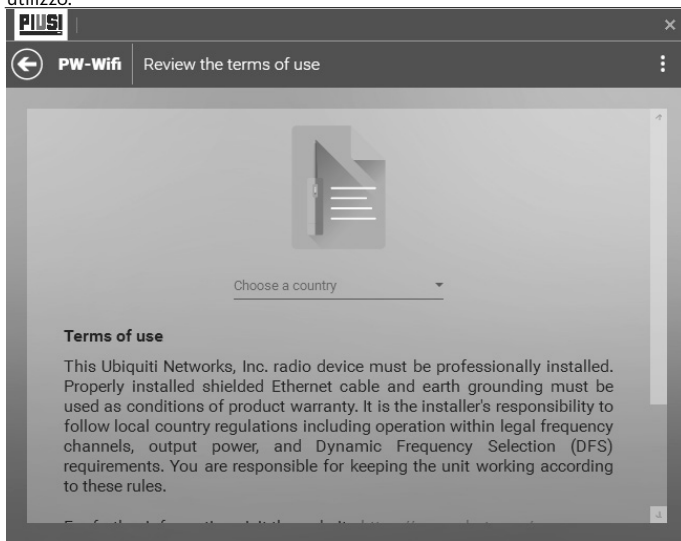 utilizzo.
PIUSI
PW-Wifi Review the terms of use
Choose a country
Terms of use
This Ubiquiti Networks, Inc. radio device must be professionally installed.
Properly installed shielded Ethernet cable and earth grounding must be
used as conditions of product warranty. It is the installer's responsibility to
follow local country regulations including operation within legal frequency
channels, output power, and Dynamic Frequency Selection (DFS)
requirements. You are responsible for keeping the unit working according
to these rules.